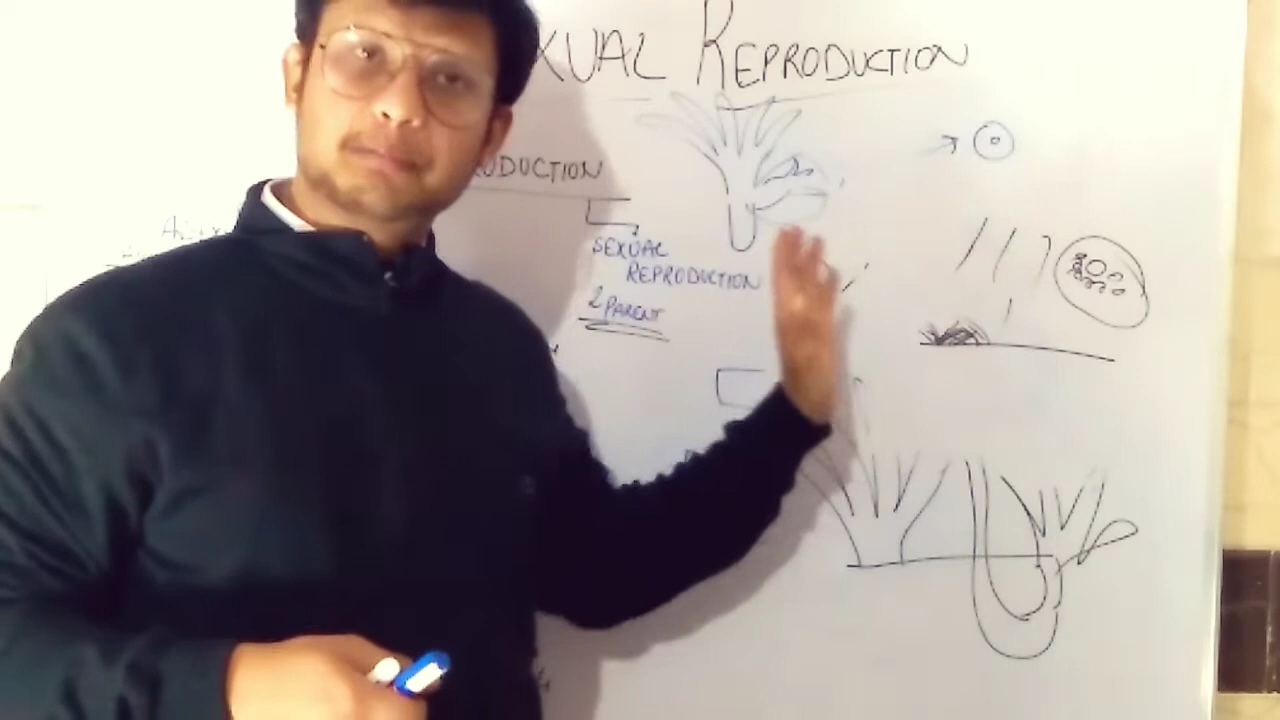 XUAL REPRODUCTION
RODUCTION
SEXUAL
REPRODUCTION
2 PARENT